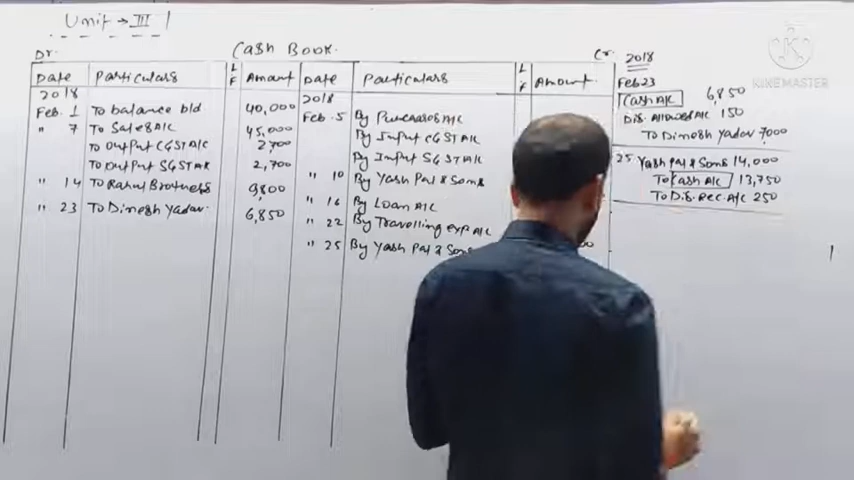 Unit → III
Dr. Cash Book. Cr.
Date Particulars L F Amount Date Particulars L F Amount
2018 2018
Feb. 1 To balance b/d 40,000 Feb. 5 By Purchases A/c
" 7 To Sales A/c 45,000 By Input CGST A/c
To Output CGST A/c 2,700 By Input SGST A/c
To Output SGST A/c 2,700 " 10 By Yash Pal & Sons
" 14 To Rahul Brothers 9,800 " 16 By Loan A/c
" 23 To Dinesh Yadav. 6,850 " 22 By Travelling exp A/c
" 25 By Yash Pal & Sons
2018
Feb 23
Cash A/c 6,850
Dis. Allowed A/c 150
To Dinesh Yadav 7,000
25 Yash Pal & Sons 14,000
To Cash A/c 13,750
To Dis. Rec. A/c 250
KINEMASTER